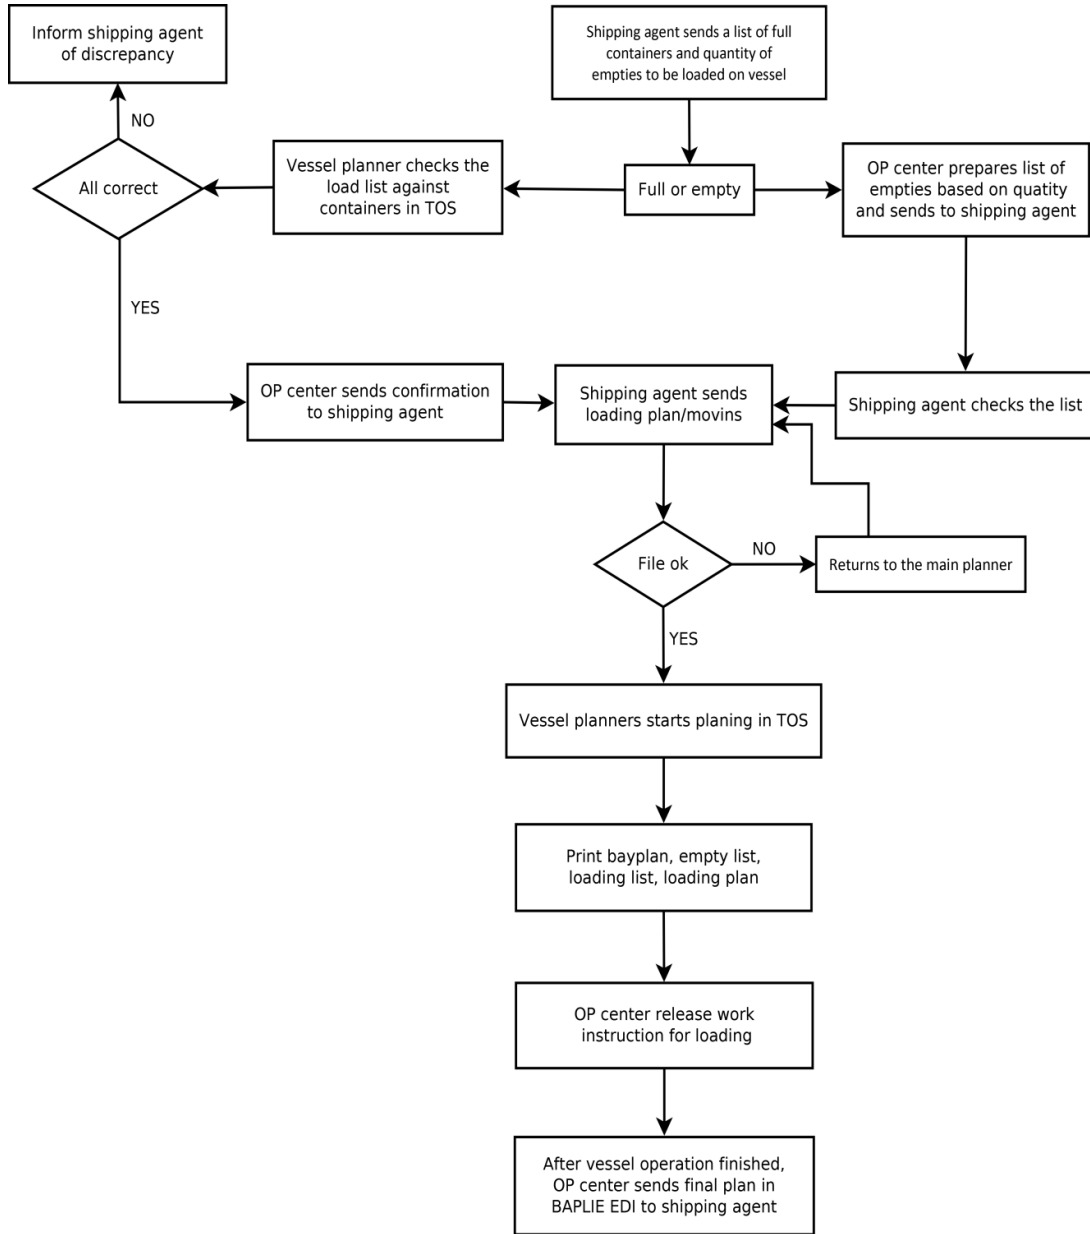 Inform shipping agent
of discrepancy
Shipping agent sends a list of full
containers and quantity of
empties to be loaded on vessel
NO
All correct
Vessel planner checks the
load list against
containers in TOS
Full or empty
OP center prepares list of
empties based on quatity
and sends to shipping agent
YES
OP center sends confirmation
to shipping agent
Shipping agent sends
loading plan/movins
Shipping agent checks the list
File ok
NO
Returns to the main planner
YES
Vessel planners starts planing in TOS
Print bayplan, empty list,
loading list, loading plan
OP center release work
instruction for loading
After vessel operation finished,
OP center sends final plan in
BAPLIE EDI to shipping agent